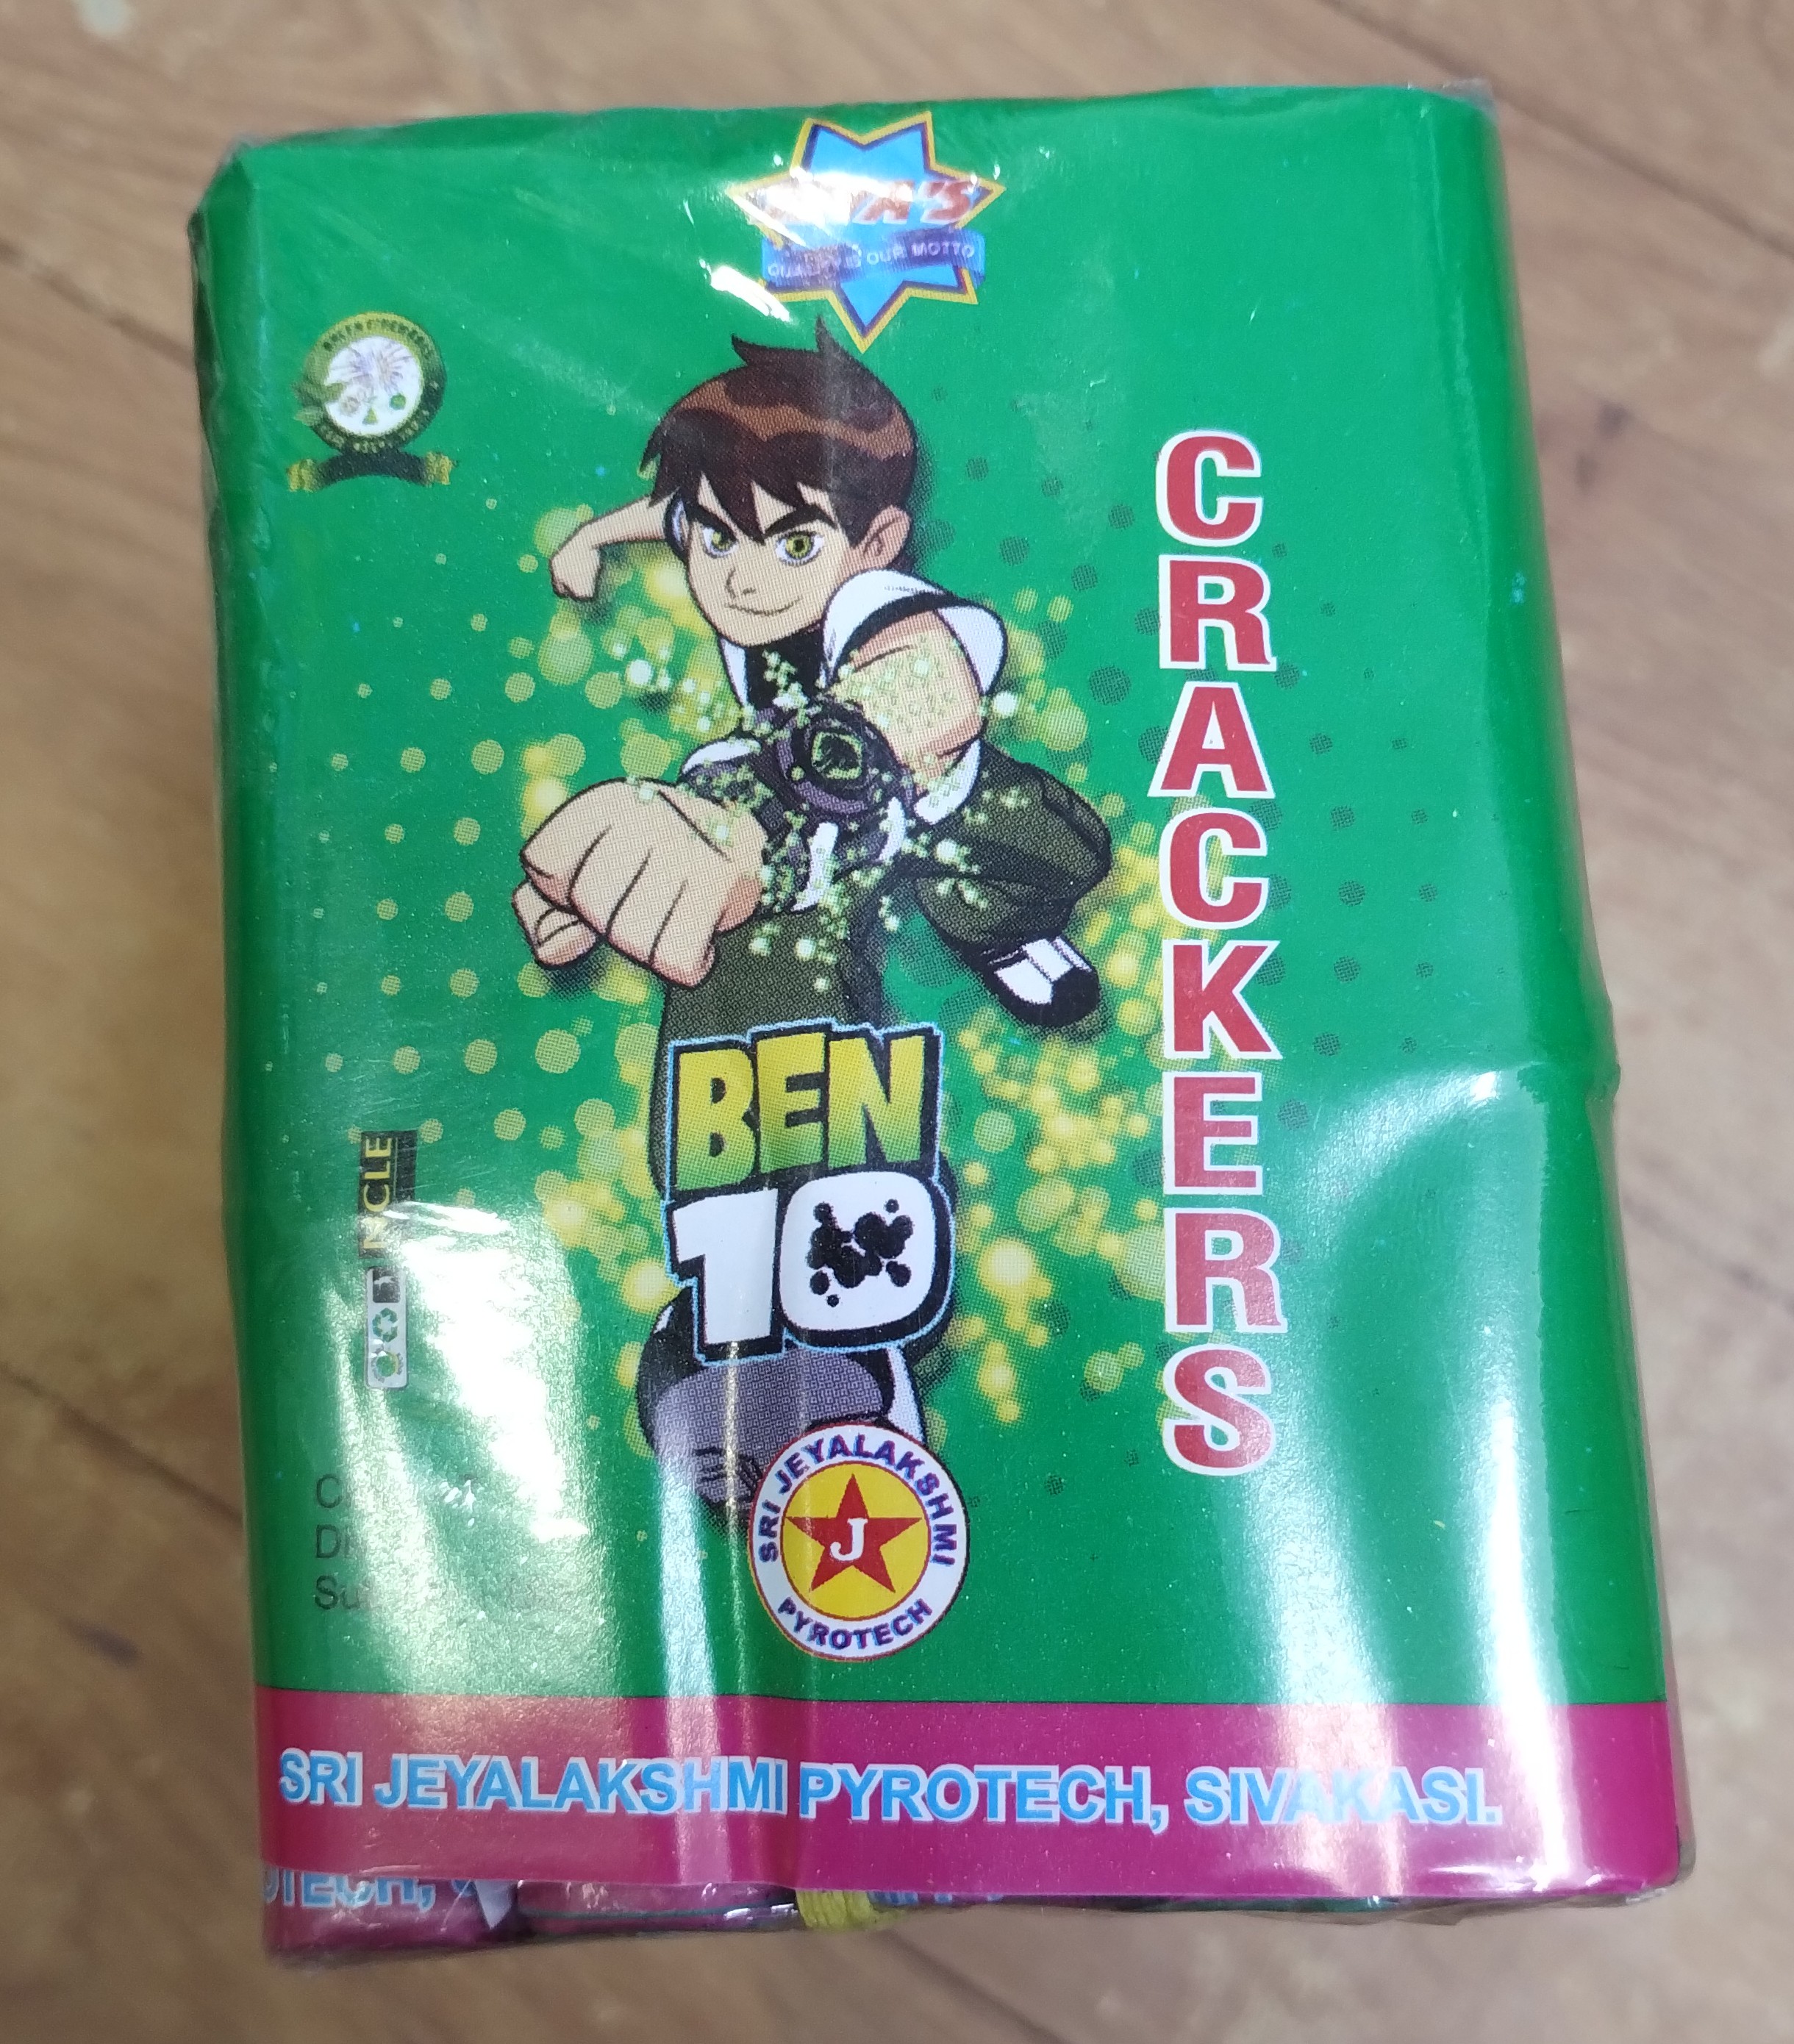 QUALITY IS OUR MOTTO
CRACKERS
BEN
10
SRI JEYALAKSHMI
J
PYROTECH
SRI JEYALAKSHMI PYROTECH, SIVAKASI.